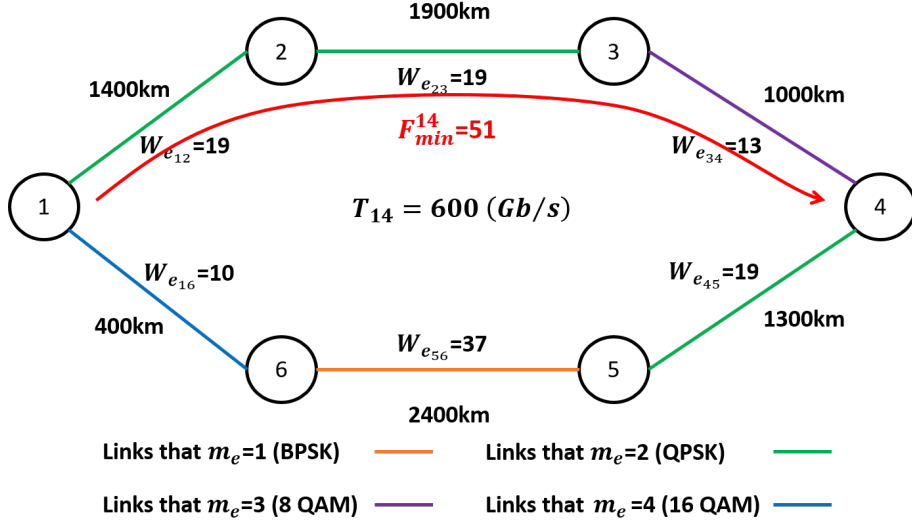 1900km
2
3
1400km
W_{e_{23}}=19
1000km
F_{min}^{14}=51
W_{e_{12}}=19
W_{e_{34}}=13
1
T_{14} = 600 (Gb/s)
4
W_{e_{16}}=10
W_{e_{45}}=19
400km
1300km
W_{e_{56}}=37
6
5
2400km
Links that m_e=1 (BPSK)
Links that m_e=2 (QPSK)
Links that m_e=3 (8 QAM)
Links that m_e=4 (16 QAM)